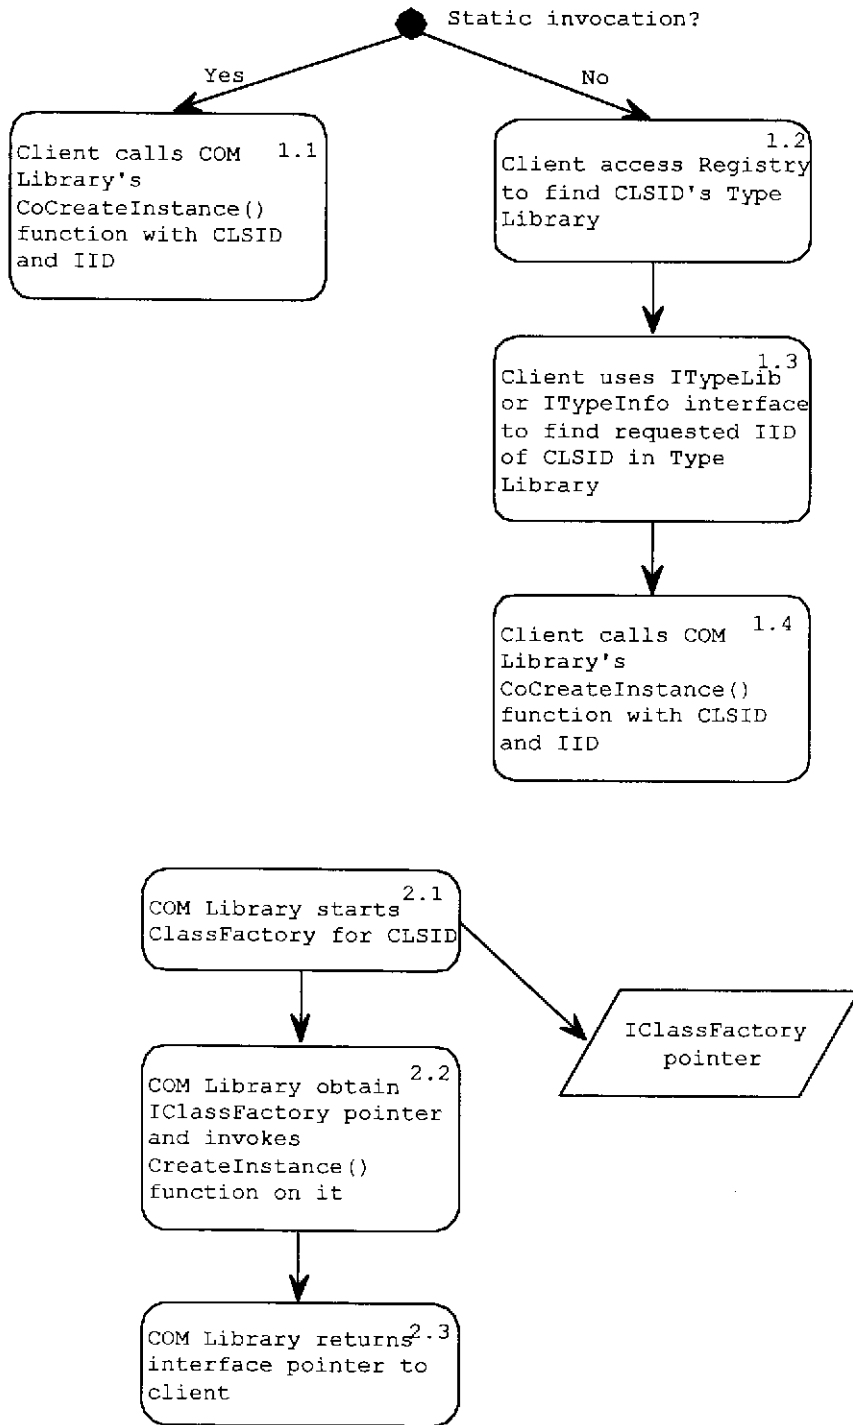 Static invocation?
Yes
No
1.1
Client calls COM
Library's
CoCreateInstance()
function with CLSID
and IID
1.2
Client access Registry
to find CLSID's Type
Library
1.3
Client uses ITypeLib
or ITypeInfo interface
to find requested IID
of CLSID in Type
Library
1.4
Client calls COM
Library's
CoCreateInstance()
function with CLSID
and IID
2.1
COM Library starts
ClassFactory for CLSID
IClassFactory
pointer
2.2
COM Library obtain
IClassFactory pointer
and invokes
CreateInstance()
function on it
2.3
COM Library returns
interface pointer to
client